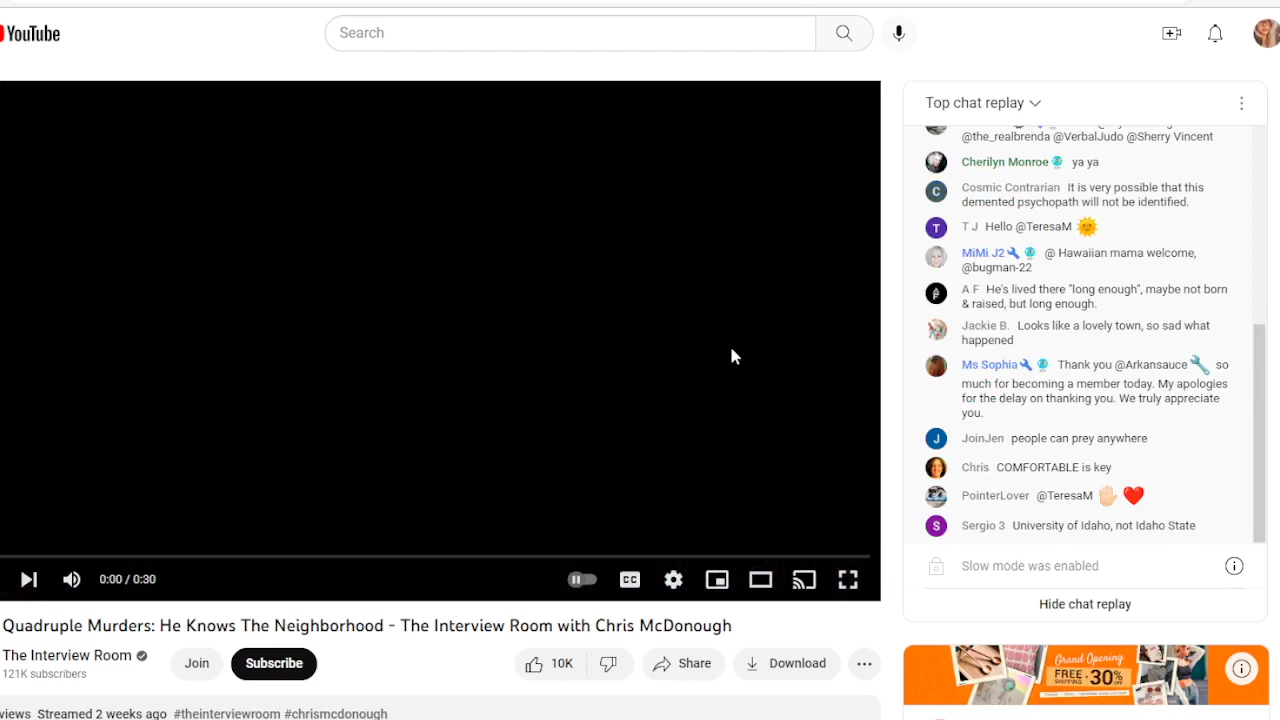 YouTube
Search
Top chat replay
@the_realbrenda @VerbalJudo @Sherry Vincent
Cherilyn Monroe ya ya
C Cosmic Contrarian It is very possible that this
demented psychopath will not be identified.
T T J Hello @TeresaM
MiMi J2 @ Hawaiian mama welcome,
@bugman-22
A F He's lived there "long enough", maybe not born
& raised, but long enough.
Jackie B. Looks like a lovely town, so sad what
happened
Ms Sophia Thank you @Arkansauce so
much for becoming a member today. My apologies
for the delay on thanking you. We truly appreciate
you.
J JoinJen people can prey anywhere
Chris COMFORTABLE is key
PointerLover @TeresaM
S Sergio 3 University of Idaho, not Idaho State
Slow mode was enabled
Hide chat replay
0:00 / 0:30
CC
Quadruple Murders: He Knows The Neighborhood - The Interview Room with Chris McDonough
The Interview Room
121K subscribers
Join
Subscribe
10K
Share
Download
views Streamed 2 weeks ago #theinterviewroom #chrismcdonough
Grand Opening
FREE SHIPPING · 30% OFF